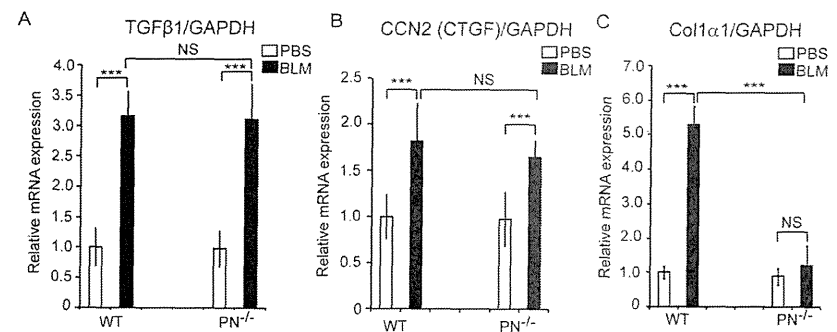 A
TGFβ1/GAPDH
PBS
BLM
NS
***
***
Relative mRNA expression
4.0
3.5
3.0
2.5
2.0
1.5
1.0
0.5
0
WT
PN-/-
B
CCN2 (CTGF)/GAPDH
PBS
BLM
***
NS
***
Relative mRNA expression
2.5
2.0
1.5
1.0
0.5
0
WT
PN-/-
C
Col1α1/GAPDH
PBS
BLM
***
***
NS
Relative mRNA expression
7.0
6.0
5.0
4.0
2.0
1.0
0
WT
PN-/-